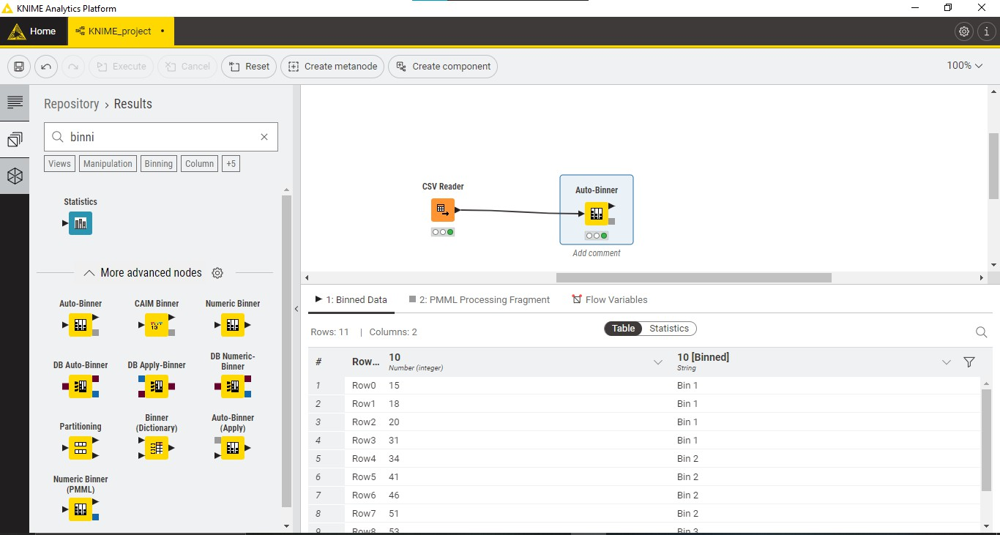 KNIME Analytics Platform
Home
KNIME_project
Execute
Cancel
Reset
Create metanode
Create component
100%
Repository › Results
binni
Views
Manipulation
Binning
Column
+5
Statistics
More advanced nodes
Auto-Binner
CAIM Binner
Numeric Binner
DB Auto-Binner
DB Apply-Binner
DB Numeric-
Binner
Partitioning
Binner
(Dictionary)
Auto-Binner
(Apply)
Numeric Binner
(PMML)
CSV Reader
Auto-Binner
Add comment
1: Binned Data
2: PMML Processing Fragment
Flow Variables
Rows: 11 | Columns: 2
Table
Statistics
# Row... 10 10 [Binned]
Number (integer) String
1 Row0 15 Bin 1
2 Row1 18 Bin 1
3 Row2 20 Bin 1
4 Row3 31 Bin 1
5 Row4 34 Bin 2
6 Row5 41 Bin 2
7 Row6 46 Bin 2
8 Row7 51 Bin 2
9 Row8 53 Bin 3